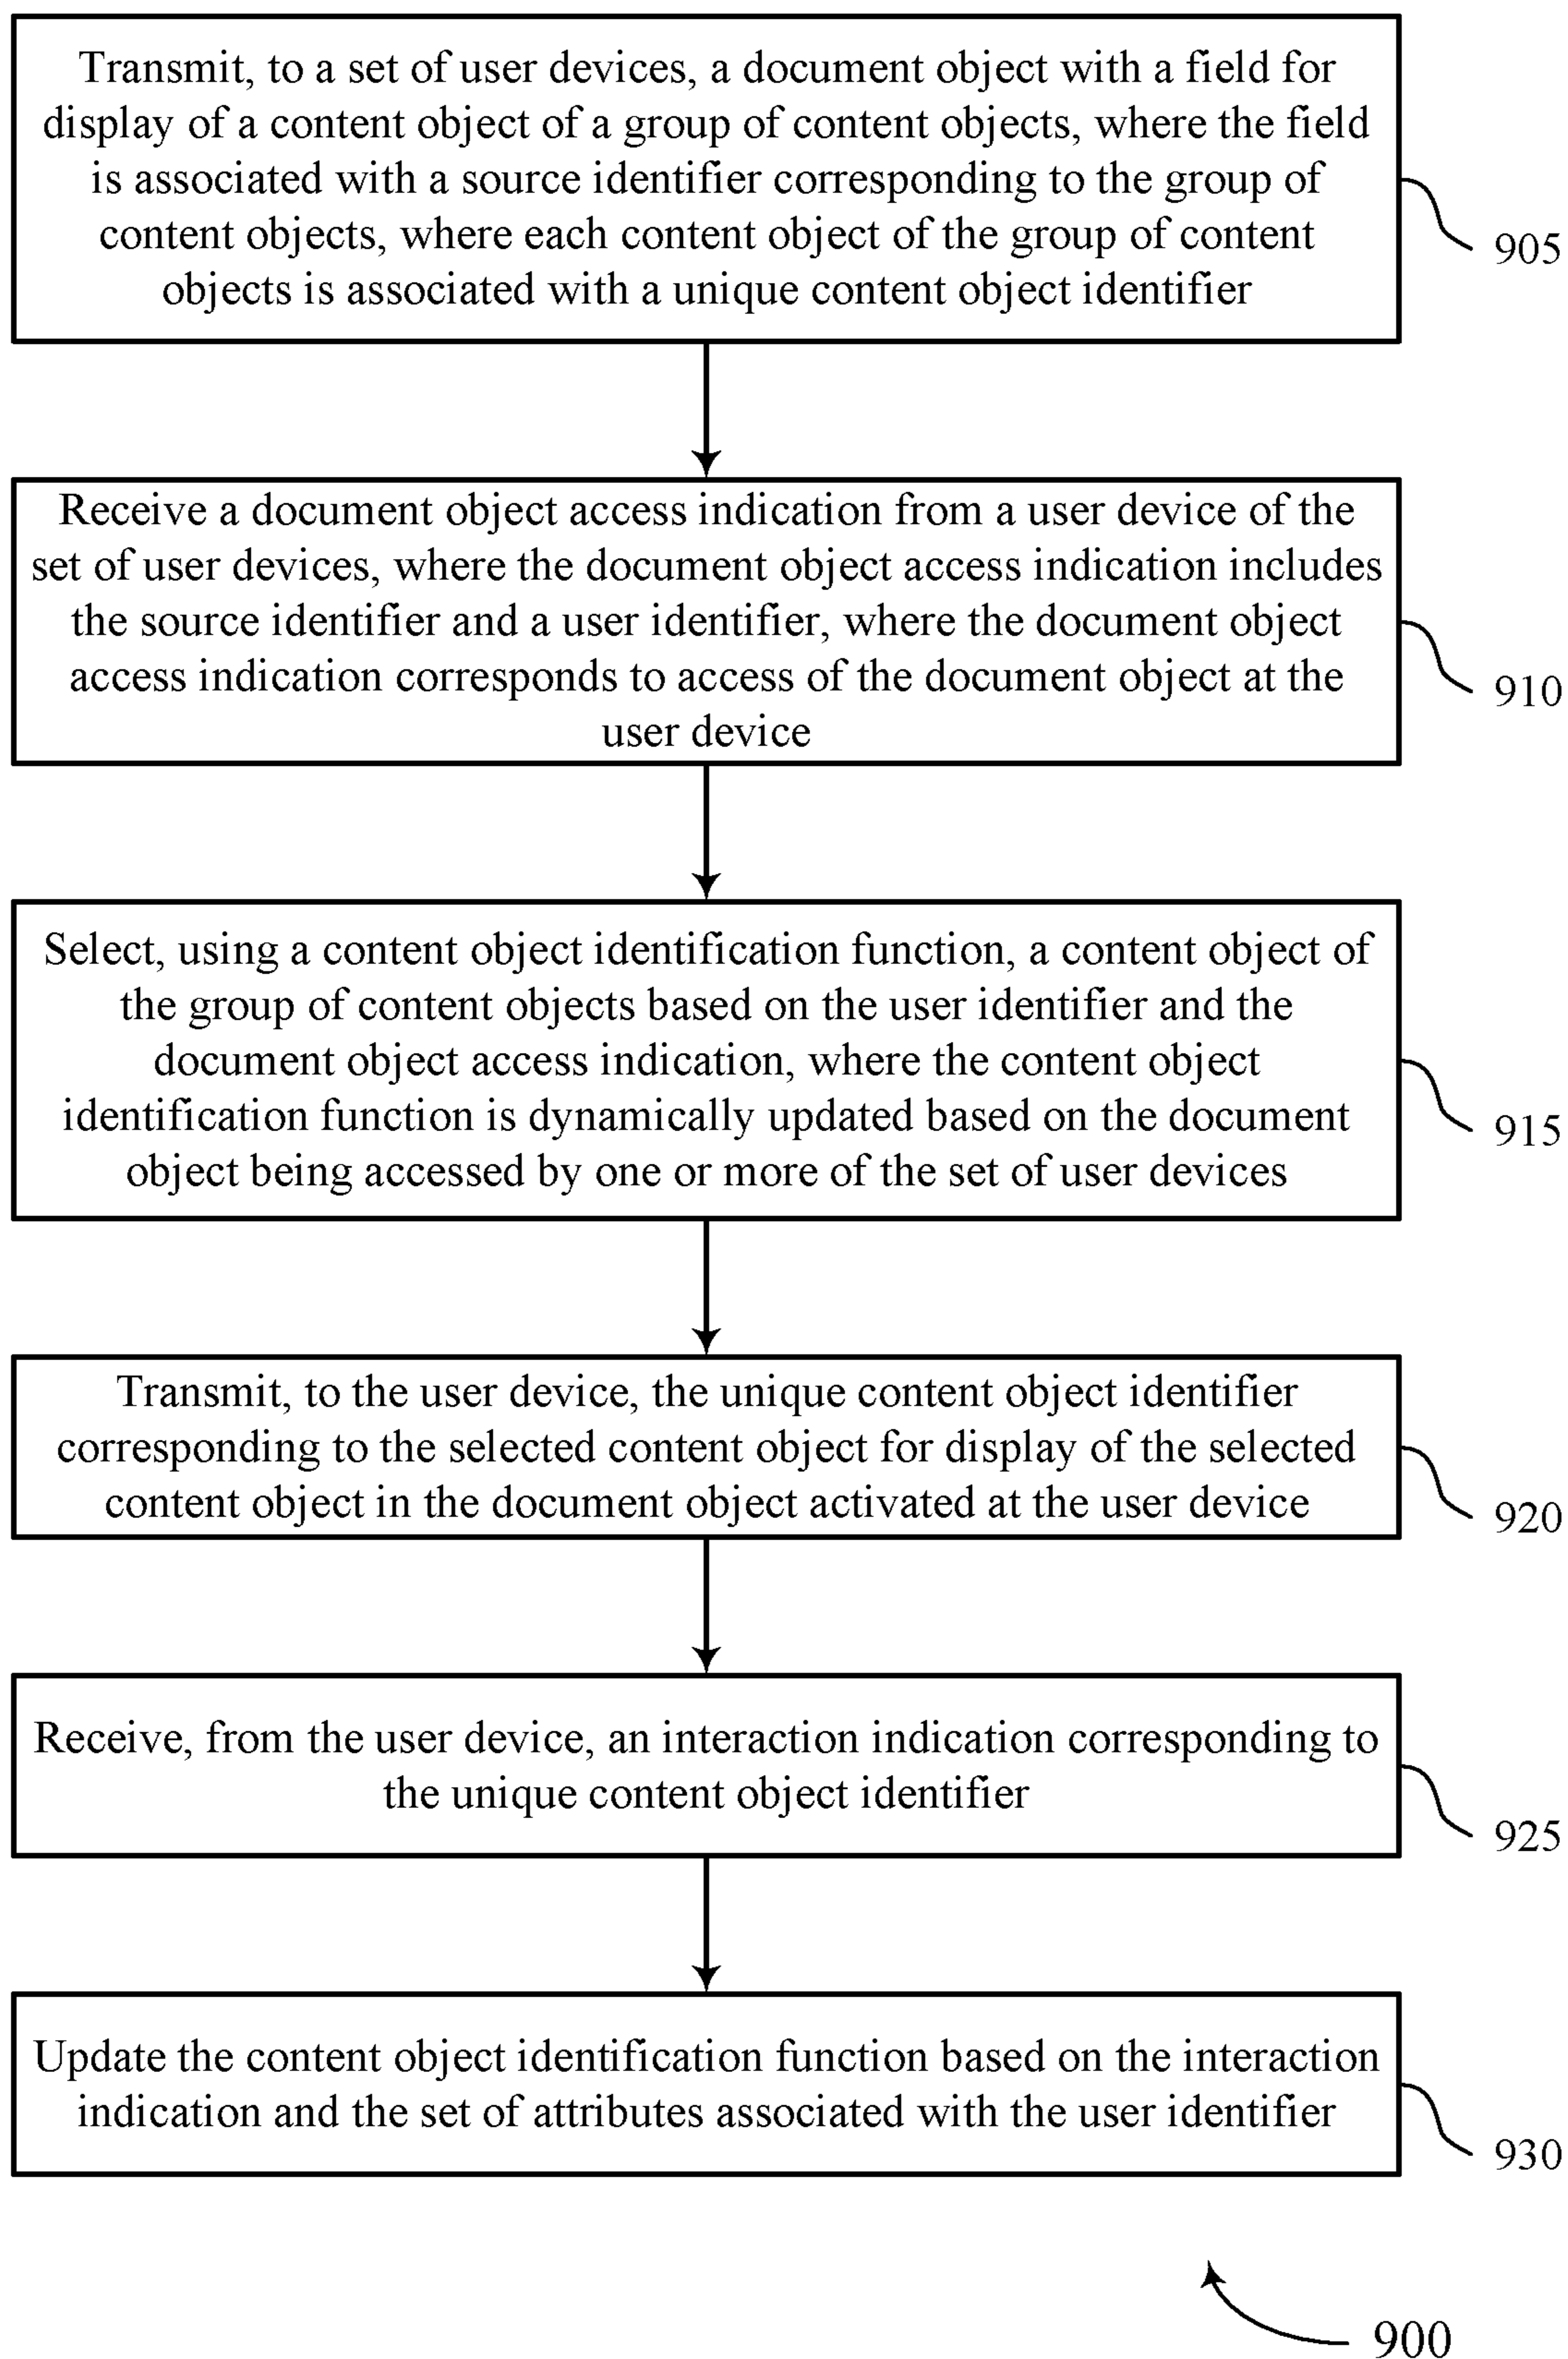 Transmit, to a set of user devices, a document object with a field for
display of a content object of a group of content objects, where the field
is associated with a source identifier corresponding to the group of
content objects, where each content object of the group of content
objects is associated with a unique content object identifier
905
Receive a document object access indication from a user device of the
set of user devices, where the document object access indication includes
the source identifier and a user identifier, where the document object
access indication corresponds to access of the document object at the
user device
910
Select, using a content object identification function, a content object of
the group of content objects based on the user identifier and the
document object access indication, where the content object
identification function is dynamically updated based on the document
object being accessed by one or more of the set of user devices
915
Transmit, to the user device, the unique content object identifier
corresponding to the selected content object for display of the selected
content object in the document object activated at the user device
920
Receive, from the user device, an interaction indication corresponding to
the unique content object identifier
925
Update the content object identification function based on the interaction
indication and the set of attributes associated with the user identifier
930
900